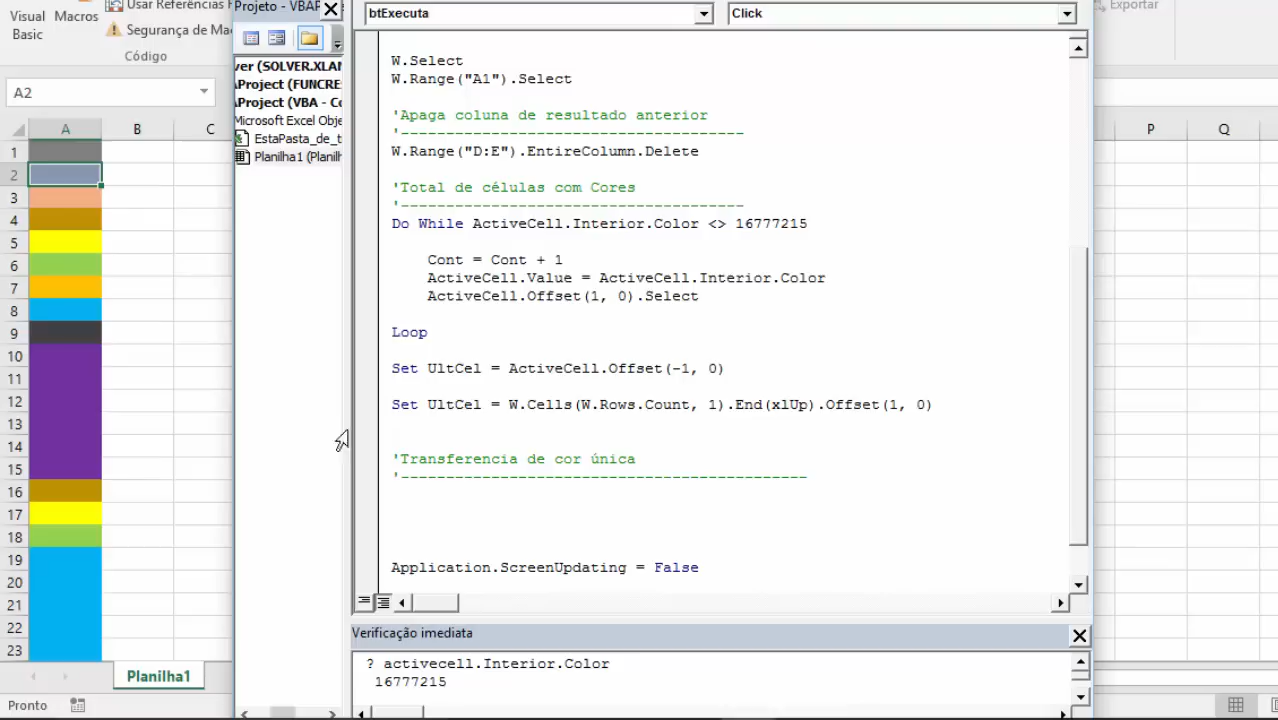 Visual
Basic
Macros
Usar Referências
Segurança de Ma
Código
A2
A B C
1
2
3
4
5
6
7
8
9
10
11
12
13
14
15
16
17
18
19
20
21
22
23
Planilha1
Pronto
Projeto - VBAP
ver (SOLVER.XLAN
AProject (FUNCRES
AProject (VBA - Co
Microsoft Excel Obje
EstaPasta_de_t
Planilha1 (Planilh
btExecuta
Click
W.Select
W.Range("A1").Select
'Apaga coluna de resultado anterior
'--------------------------------------
W.Range("D:E").EntireColumn.Delete
'Total de células com Cores
'--------------------------------------
Do While ActiveCell.Interior.Color <> 16777215
Cont = Cont + 1
ActiveCell.Value = ActiveCell.Interior.Color
ActiveCell.Offset(1, 0).Select
Loop
Set UltCel = ActiveCell.Offset(-1, 0)
Set UltCel = W.Cells(W.Rows.Count, 1).End(xlUp).Offset(1, 0)
'Transferencia de cor única
'---------------------------------------------
Application.ScreenUpdating = False
Verificação imediata
? activecell.Interior.Color
16777215
Exportar
P Q